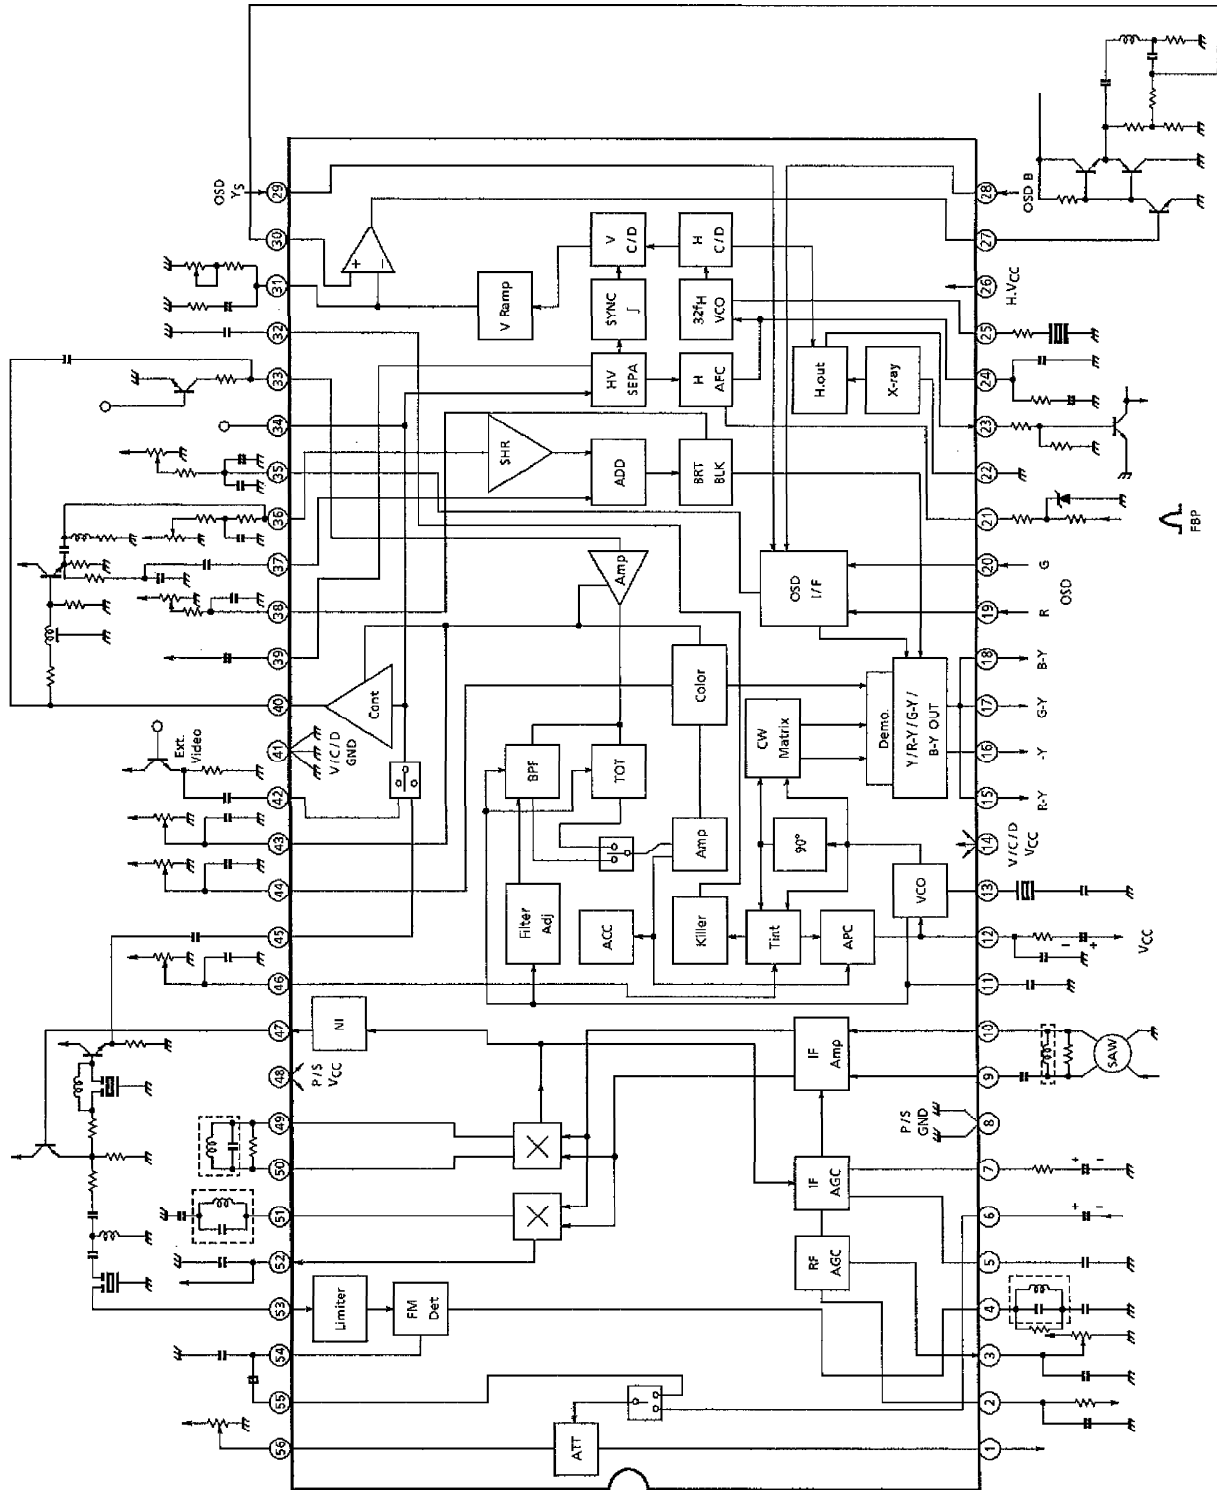 OSD
YS
29
30
31
32
33
34
35
36
37
38
39
40
41
42
43
44
45
46
47
48
49
50
51
52
53
54
55
56
Ext.
Video
V/C/D
GND
P/S
VCC
+
−
V Ramp
V
C/D
H
C/D
SYNC
∫
32fH
VCO
HV
SEPA
H
AFC
H.out
X-ray
SHR
ADD
BRT
BLK
Amp
OSD
I/F
Cont
Color
BPF
TOT
CW
Matrix
Demo.
Y/R-Y/G-Y/
B-Y OUT
Amp
90°
VCO
Filter
Adj
ACC
Killer
Tint
APC
NI
IF
Amp
IF
AGC
RF
AGC
Limiter
FM
Det
ATT
28
OSD B
27
26
H.VCC
25
24
23
22
21
FBP
20
G
19
R
OSD
18
B-Y
17
G-Y
16
-Y
15
R-Y
14
V/C/D
VCC
13
12
−
+
VCC
11
10
9
SAW
8
P/S
GND
7
+
−
6
+
−
5
4
3
2
1